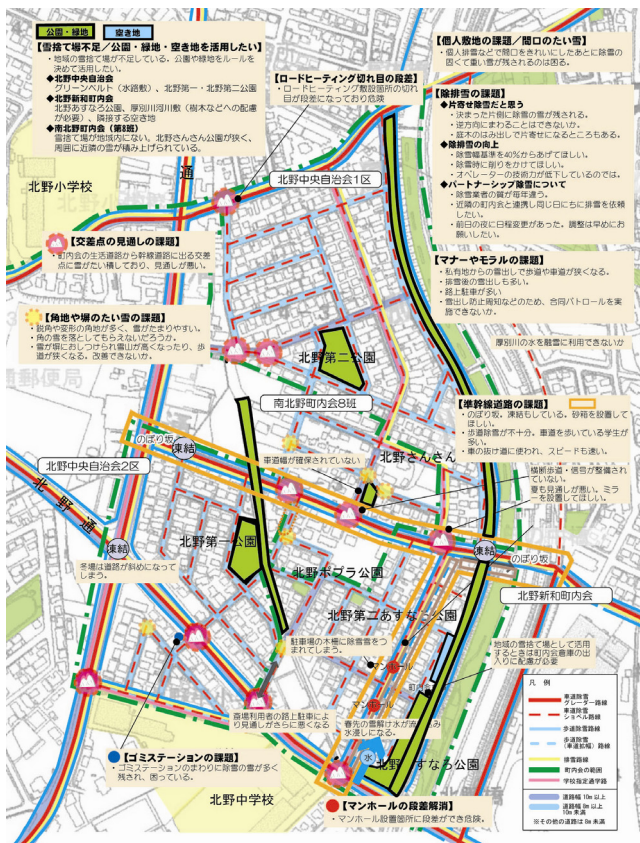 公園・緑地
空き地
【雪捨て場不足／公園・緑地・空き地を活用したい】
・地域の雪捨て場が不足している。公園や緑地をルールを
決めて活用したい。
◆北野中央自治会
グリーンベルト（水路敷）、北野第一・北野第二公園
◆北野新和町内会
北野あすなろ公園、厚別川河川敷（樹木などへの配慮
が必要）、隣接する空き地
◆南北野町内会（第8班）
雪捨て場が地域内にない。北野さんさん公園が狭く、
周囲に近隣の雪が積み上げられている。
【ロードヒーティング切れ目の段差】
・ロードヒーティング敷設箇所の切れ
目が段差になっており危険
【個人敷地の課題／間口のたい雪】
・個人排雪などで間口をきれいにしたあとに除雪の
固くて重い雪が残されるのは困る。
【除排雪の課題】
◆片寄せ除雪だと思う
・決まった片側に除雪の雪が残される。
・逆方向にまわることはできないか。
・庭木のはみ出しで片寄せになるところもある。
◆除排雪の向上
・除雪幅基準を40%からあげてほしい。
・除雪時に削りをかけてほしい。
・オペレーターの技術力が低下しているのでは。
◆パートナーシップ除雪について
・除雪業者の質が毎年違う。
・近隣の町内会と連携し同じ日にちに排雪を依頼
したい。
・前日の夜に日程変更があった。調整は早めにお
願いしたい。
北野小学校
通
北野中央自治会1区
【交差点の見通しの課題】
・町内会の生活道路から幹線道路に出る交差
点に雪がたい積しており、見通しが悪い。
【マナーやモラルの課題】
・私有地からの雪出しで歩道や車道が狭くなる。
・排雪後の雪出しも多い。
・路上駐車が多い
・雪出し防止周知などのため、合同パトロールを実
施できないか。
【角地や塀のたい雪の課題】
・鋭角や変形の角地が多く、雪がたまりやすい。
・角の雪を落としてもらえないだろうか。
・雪が塀におしつけられ雪山が高くなったり、歩
道が狭くなる。改善できないか。
厚別川の水を融雪に利用できないか
北野第二公園
郵便局
南北野町内会8班
【準幹線道路の課題】
・のぼり坂。凍結もしている。砂箱を設置して
ほしい。
・歩道除雪が不十分。車道を歩いている学生が
多い。
・車の抜け道に使われ、スピードも速い。
のぼり坂
凍結
車道幅が確保されていない
北野さんさん
北野中央自治会2区
横断歩道・信号が整備され
ていない。
夏も見通しが悪い。ミラ
ーを設置してほしい。
北野通
凍結
北野第一公園
凍結
のぼり坂
冬場は道路が斜めになって
しまう。
北野ポプラ公園
北野新和町内会
北野第二あすなろ公園
駐車場の木柵に除雪雪をつ
まれてしまう。
地域の雪捨て場として活用
するときは町内会倉庫の出
入りに配慮が必要
マンホール
マンホール
斎場利用者の路上駐車によ
り見通しがさらに悪くなる
水
凡　例
車道除雪
グレーダー路線
車道除雪
ショベル路線
歩道除雪路線
歩道除雪
（車道拡幅）路線
排雪路線
町内会の範囲
学校指定通学路
道路幅 10m 以上
道路幅 8m 以上
10m 未満
※その他の道路は 8m 未満
【ゴミステーションの課題】
・ゴミステーションのまわりに除雪の雪が多く
残され、困っている。
北野中学校
【マンホールの段差解消】
・マンホール設置箇所に段差ができ危険。